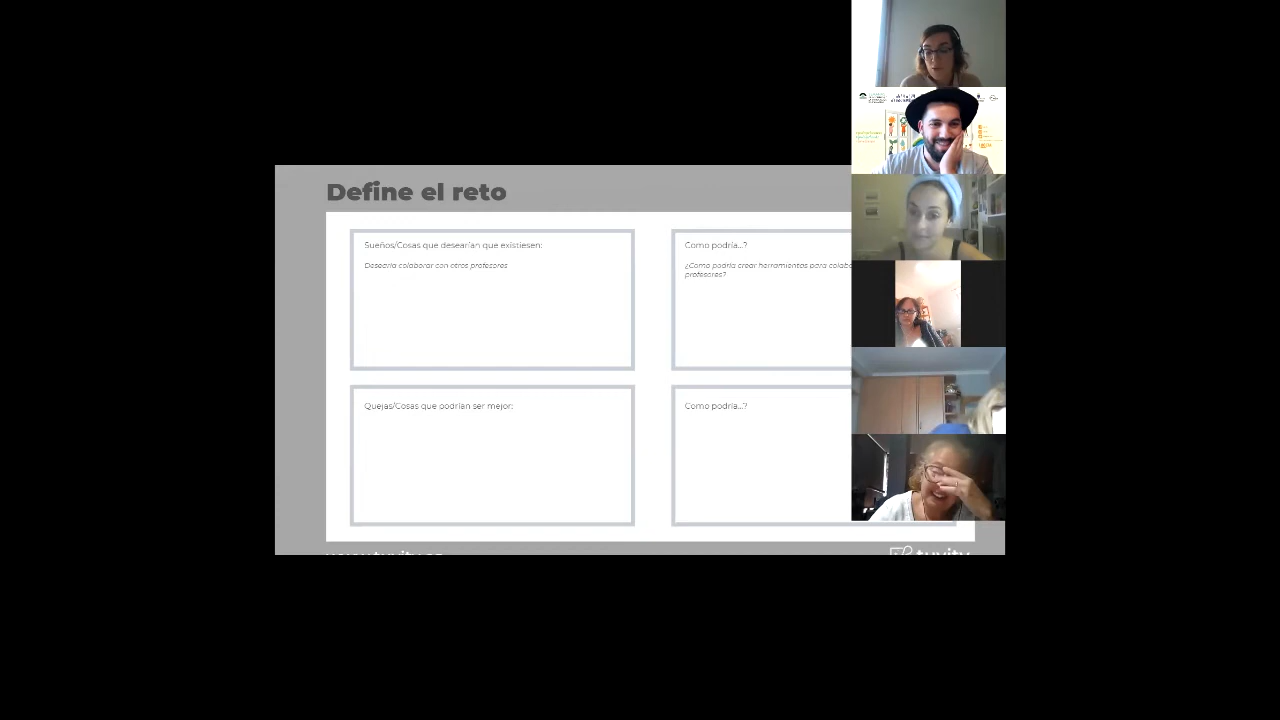 Define el reto
Sueños/Cosas que desearían que existiesen:
Desearía colaborar con otros profesores
Como podría...?
¿Como podría crear herramientas para colabo
profesores?
Quejas/Cosas que podrían ser mejor:
Como podría...?
tuvity